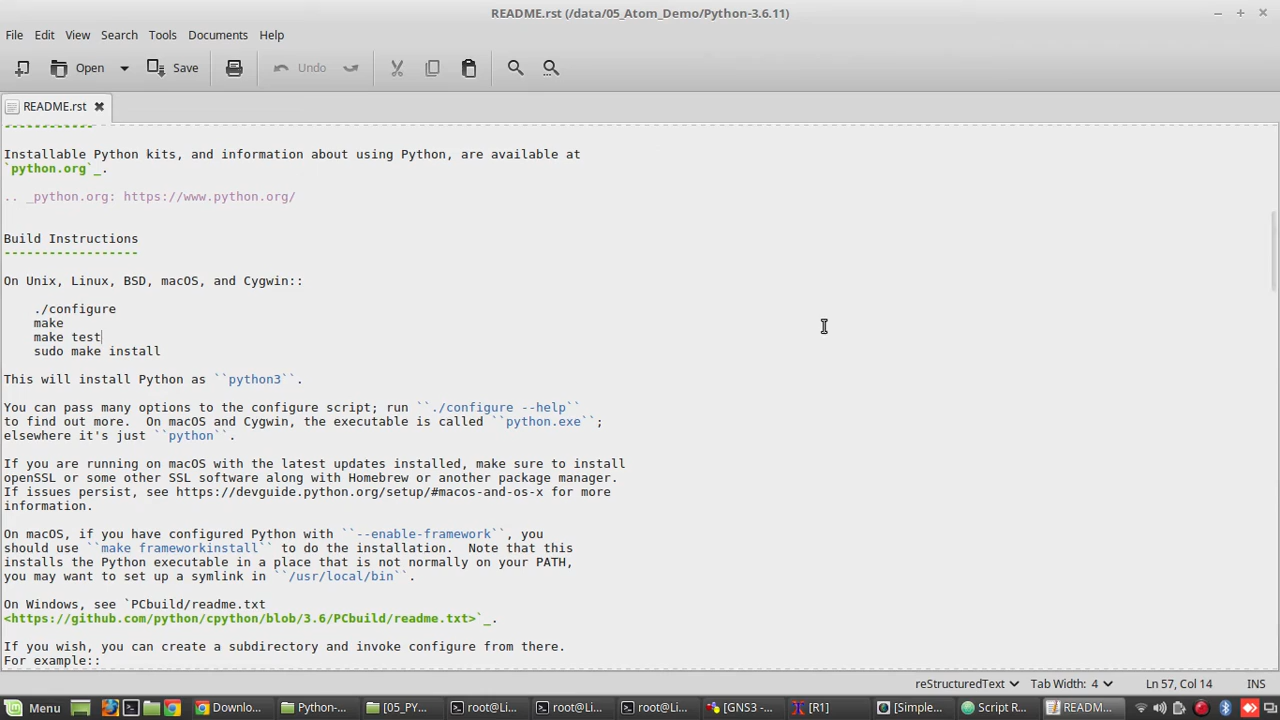 README.rst (/data/05_Atom_Demo/Python-3.6.11)
File Edit View Search Tools Documents Help
Open Save Undo
README.rst
------------
Installable Python kits, and information about using Python, are available at
`python.org`_.
.. _python.org: https://www.python.org/
Build Instructions
------------------
On Unix, Linux, BSD, macOS, and Cygwin::
./configure
make
make test
sudo make install
This will install Python as ``python3``.
You can pass many options to the configure script; run ``./configure --help``
to find out more.  On macOS and Cygwin, the executable is called ``python.exe``;
elsewhere it's just ``python``.
If you are running on macOS with the latest updates installed, make sure to install
openSSL or some other SSL software along with Homebrew or another package manager.
If issues persist, see https://devguide.python.org/setup/#macos-and-os-x for more
information.
On macOS, if you have configured Python with ``--enable-framework``, you
should use ``make frameworkinstall`` to do the installation.  Note that this
installs the Python executable in a place that is not normally on your PATH,
you may want to set up a symlink in ``/usr/local/bin``.
On Windows, see `PCbuild/readme.txt
<https://github.com/python/cpython/blob/3.6/PCbuild/readme.txt>`_.
If you wish, you can create a subdirectory and invoke configure from there.
For example::
reStructuredText Tab Width: 4 Ln 57, Col 14 INS
Menu Downlo... Python-... [05_PY... root@Li... root@Li... root@Li... [GNS3 -... [R1] [Simple... Script R... READM...